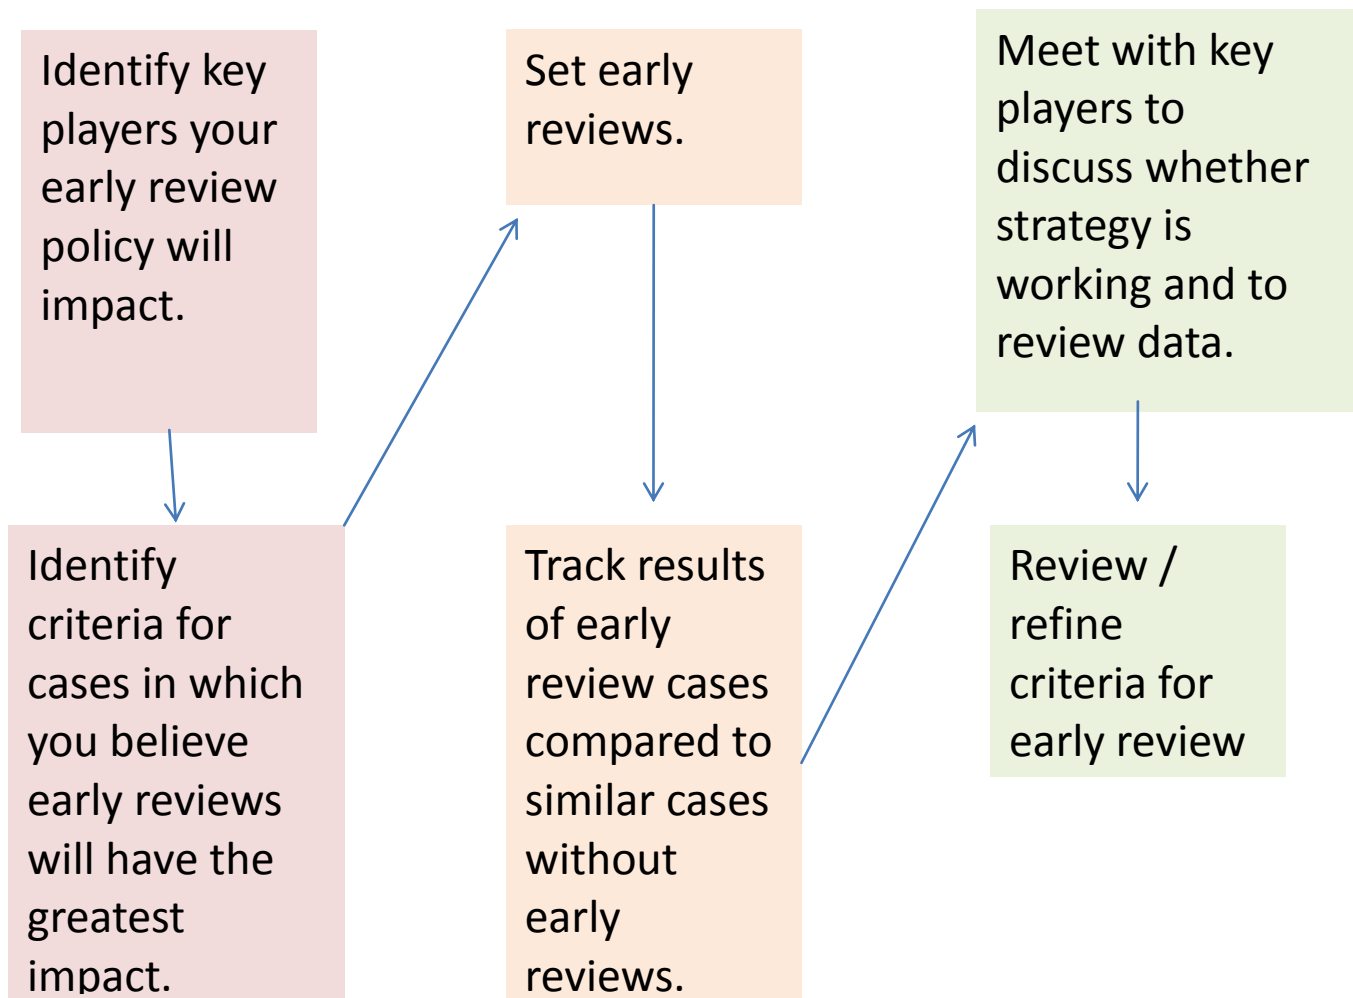 Identify key
players your
early review
policy will
impact.
Identify
criteria for
cases in which
you believe
early reviews
will have the
greatest
impact.
Set early
reviews.
Track results
of early
review cases
compared to
similar cases
without
early
reviews.
Meet with key
players to
discuss whether
strategy is
working and to
review data.
Review /
refine
criteria for
early review